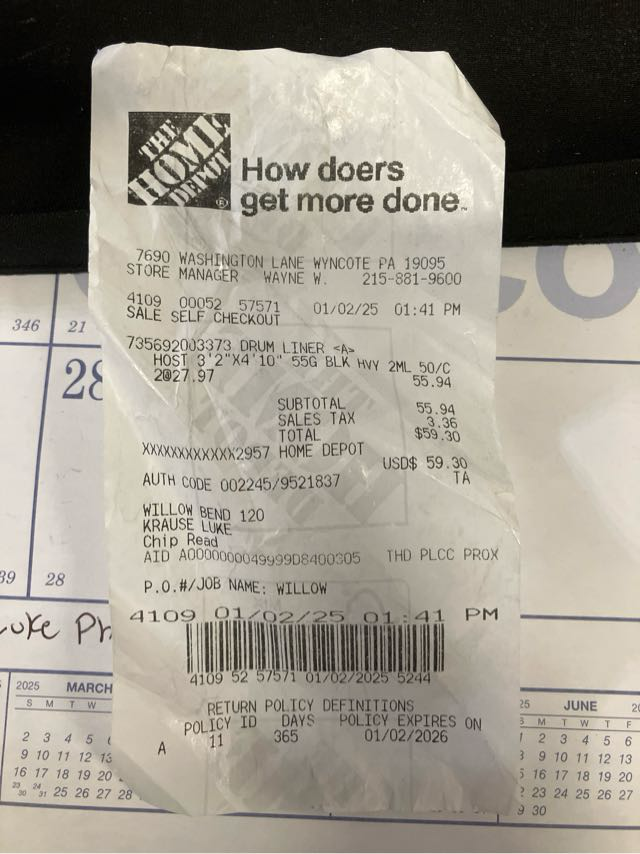 THE
HOME
DEPOT
®
How doers
get more done™
7690 WASHINGTON LANE WYNCOTE PA 19095
STORE MANAGER WAYNE W. 215-881-9600
4109 00052 57571 01/02/25 01:41 PM
SALE SELF CHECKOUT
735692003373 DRUM LINER <A>
HOST 3'2"X4'10" 55G BLK HVY 2ML 50/C
2@27.97 55.94
SUBTOTAL 55.94
SALES TAX 3.36
TOTAL $59.30
XXXXXXXXXXXX2957 HOME DEPOT
USD$ 59.30
AUTH CODE 002245/9521837 TA
WILLOW BEND 120
KRAUSE LUKE
Chip Read
AID A0000000049999D8400305 THD PLCC PROX
P.O.#/JOB NAME: WILLOW
4109 01/02/25 01:41 PM
4109 52 57571 01/02/2025 5244
RETURN POLICY DEFINITIONS
POLICY ID DAYS POLICY EXPIRES ON
A 11 365 01/02/2026
346 21
28
39 28
2025 MARCH
S M T W
2 3 4 5
9 10 11 12 13
16 17 18 19 20
23/30 24/31 25 26 27 28
25 JUNE 20
S M T W T F
1 2 3 4 5 6
9 10 11 12 13
16 17 18 19 20
23 24 25 26 27
30